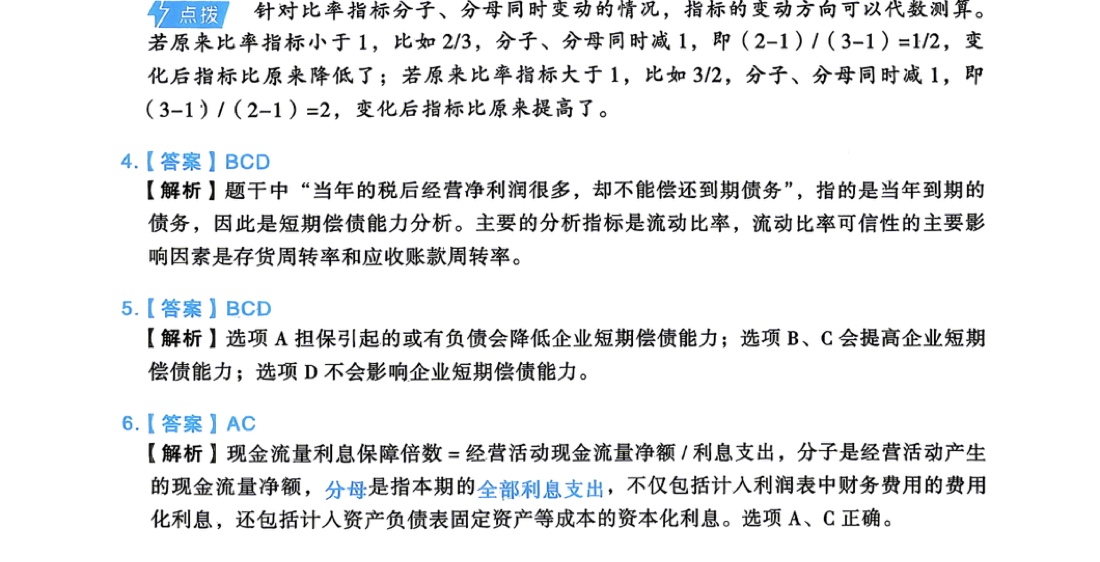 点拨 针对比率指标分子、分母同时变动的情况，指标的变动方向可以代数测算。
若原来比率指标小于 1，比如 2/3，分子、分母同时减 1，即（2-1）/（3-1）=1/2，变
化后指标比原来降低了；若原来比率指标大于 1，比如 3/2，分子、分母同时减 1，即
（3-1）/（2-1）=2，变化后指标比原来提高了。
4.【答案】BCD
【解析】题干中“当年的税后经营净利润很多，却不能偿还到期债务”，指的是当年到期的
债务，因此是短期偿债能力分析。主要的分析指标是流动比率，流动比率可信性的主要影
响因素是存货周转率和应收账款周转率。
5.【答案】BCD
【解析】选项 A 担保引起的或有负债会降低企业短期偿债能力；选项 B、C 会提高企业短期
偿债能力；选项 D 不会影响企业短期偿债能力。
6.【答案】AC
【解析】现金流量利息保障倍数 = 经营活动现金流量净额 / 利息支出，分子是经营活动产生
的现金流量净额，分母是指本期的全部利息支出，不仅包括计入利润表中财务费用的费用
化利息，还包括计入资产负债表固定资产等成本的资本化利息。选项 A、C 正确。